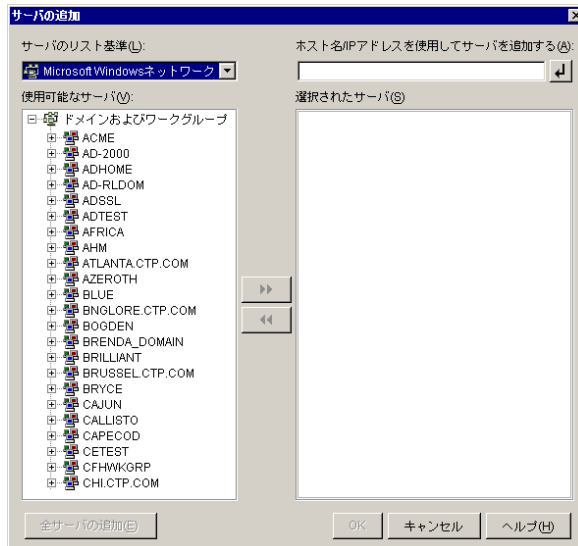 サーバの追加
サーバのリスト基準(L):
Microsoft Windowsネットワーク
使用可能なサーバ(V):
ドメインおよびワークグループ
ACME
AD-2000
ADHOME
AD-RLDOM
ADSSL
ADTEST
AFRICA
AHM
ATLANTA.CTP.COM
AZEROTH
BLUE
BNGLORE.CTP.COM
BOGDEN
BRENDA_DOMAIN
BRILLIANT
BRUSSEL.CTP.COM
BRYCE
CAJUN
CALLISTO
CAPECOD
CETEST
CFHWKGRP
CHI.CTP.COM
全サーバの追加(E)
ホスト名/IPアドレスを使用してサーバを追加する(A):
選択されたサーバ(S)
OK
キャンセル
ヘルプ(H)